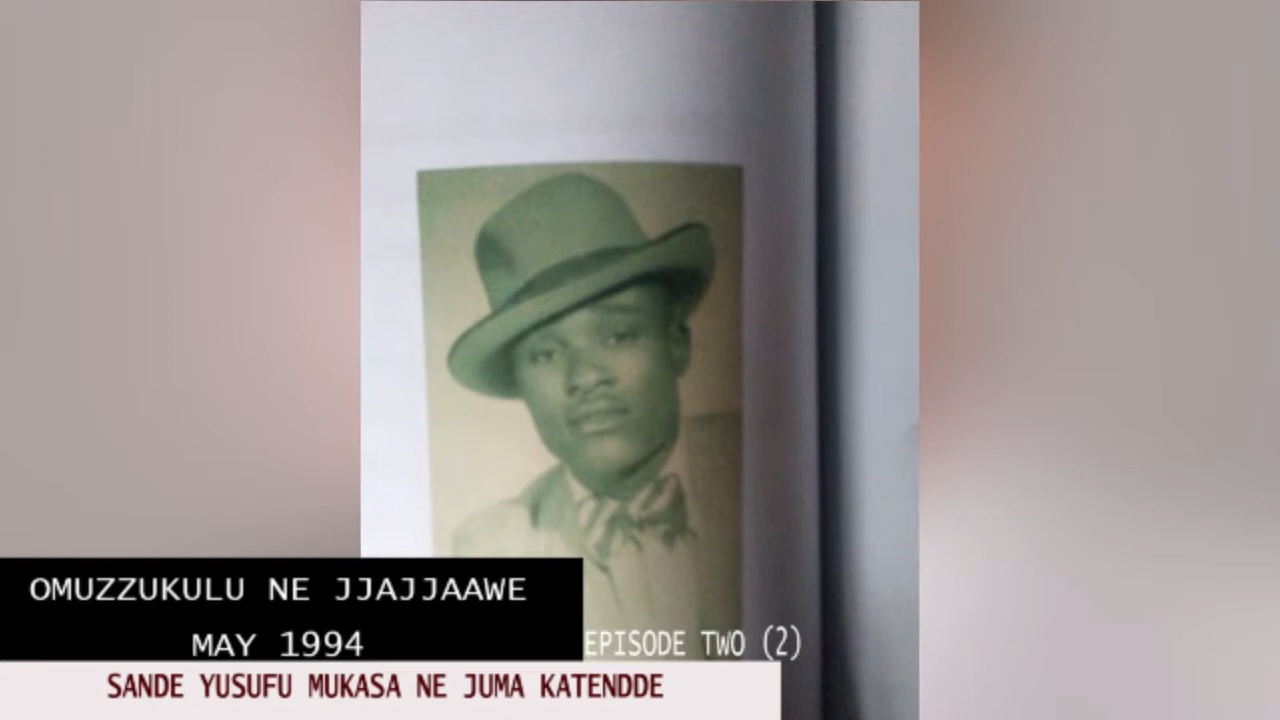 OMUZZUKULU NE JJAJJAAWE
MAY 1994
EPISODE TWO (2)
SANDE YUSUFU MUKASA NE JUMA KATENDDE